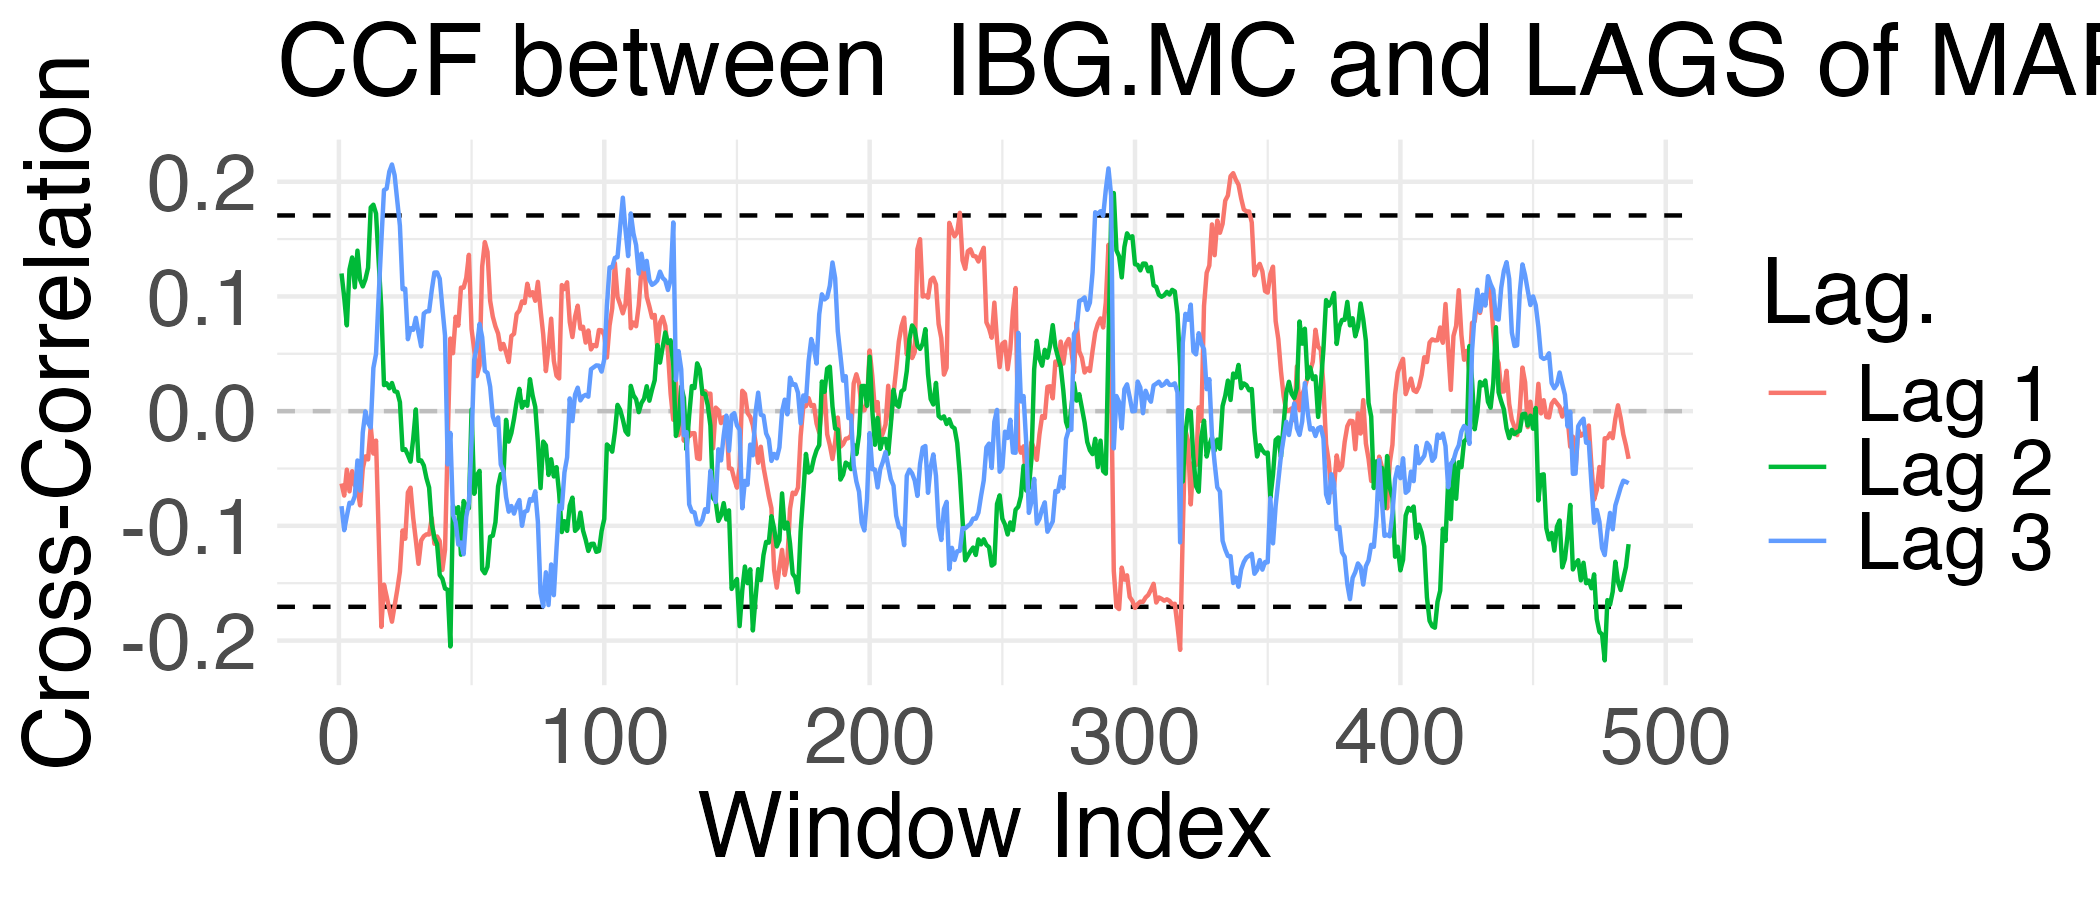 CCF between IBG.MC and LAGS of
Cross-Correlation
0.2
0.1
0.0
-0.1
-0.2
0 100 200 300 400 500
Window Index
Lag.
Lag 1
Lag 2
Lag 3